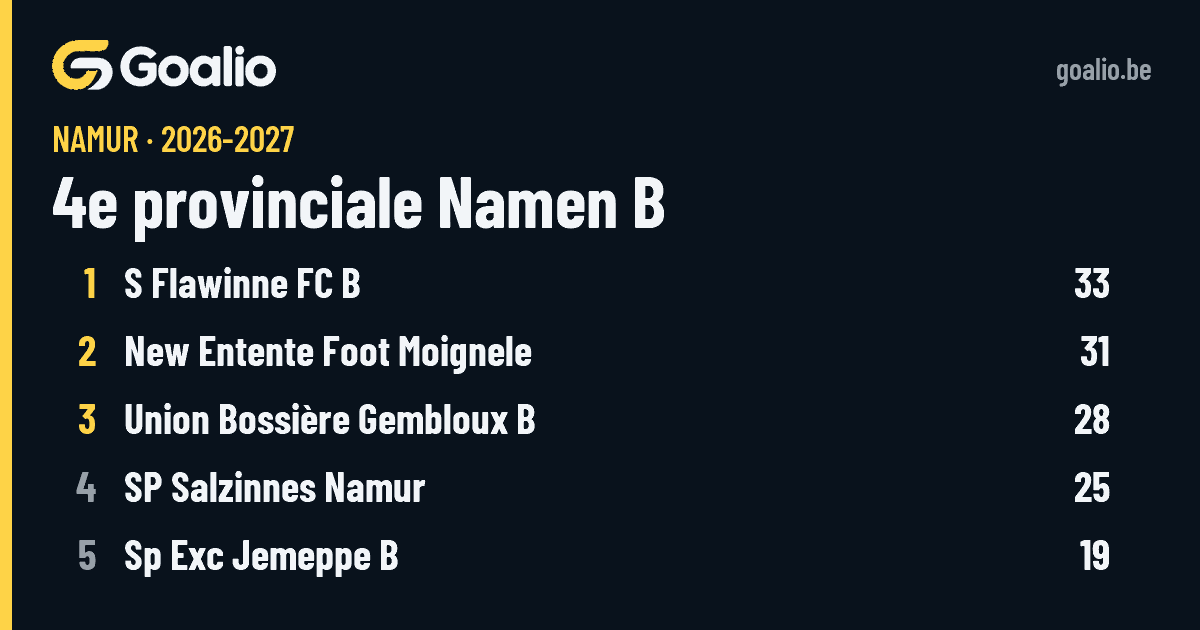 Goalio
goalio.be
NAMUR · 2026-2027
4e provinciale Namen B
1 S Flawinne FC B 33
2 New Entente Foot Moignele 31
3 Union Bossière Gembloux B 28
4 SP Salzinnes Namur 25
5 Sp Exc Jemeppe B 19